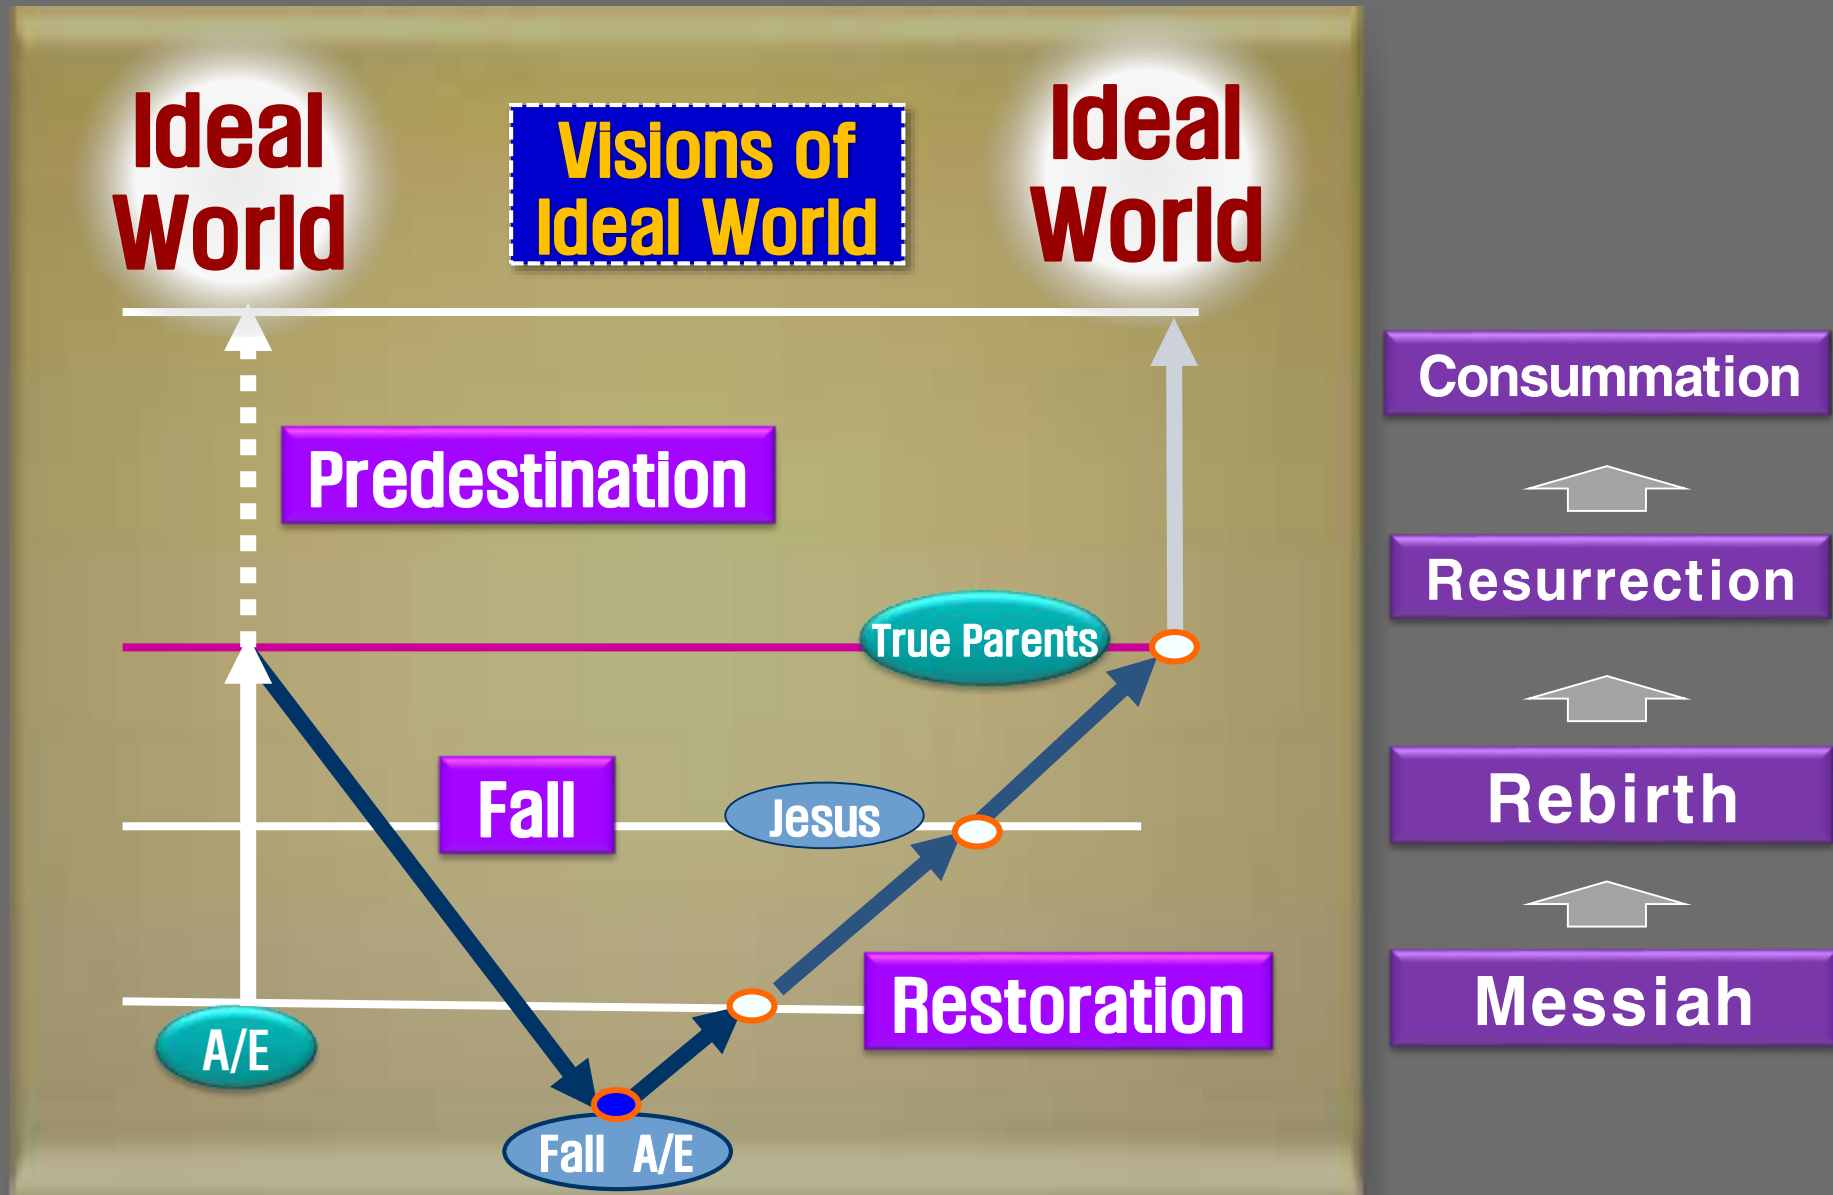 Ideal
World
Visions of
Ideal World
Ideal
World
Predestination
True Parents
Fall
Jesus
Restoration
A/E
Fall A/E
Consummation
Resurrection
Rebirth
Messiah